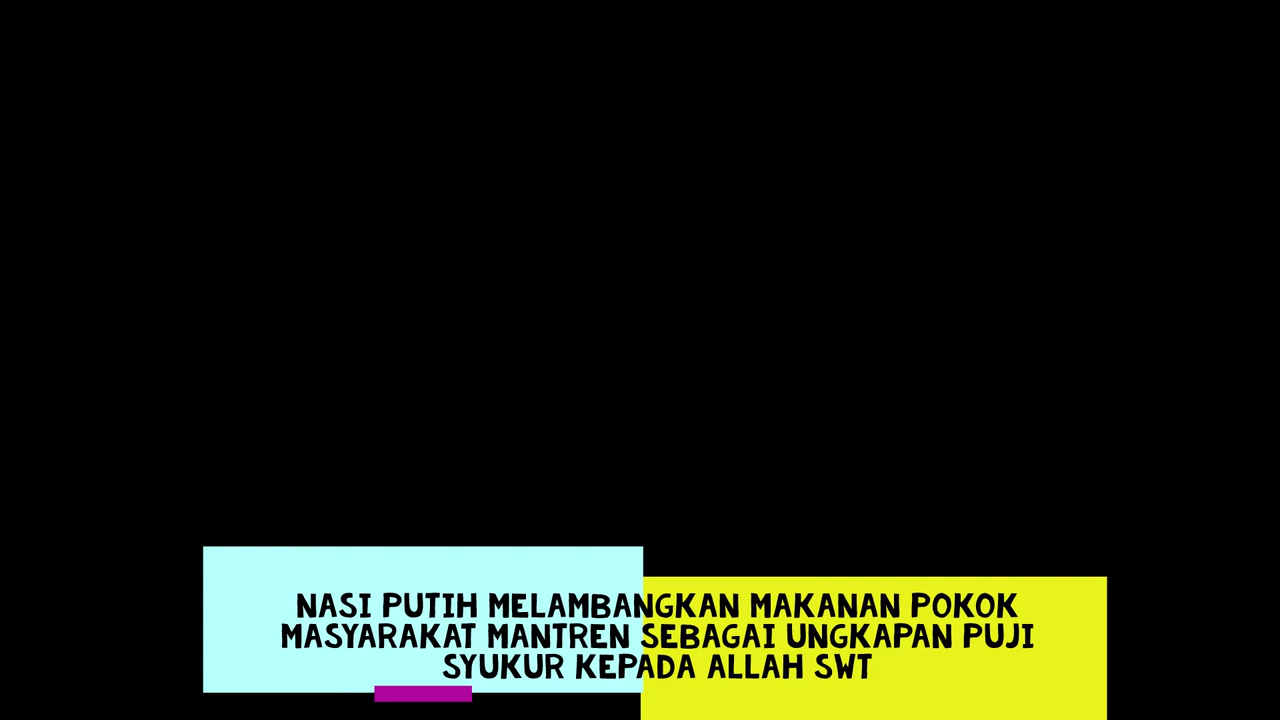 NASI PUTIH MELAMBANGKAN MAKANAN POKOK
MASYARAKAT MANTREN SEBAGAI UNGKAPAN PUJI
SYUKUR KEPADA ALLAH SWT